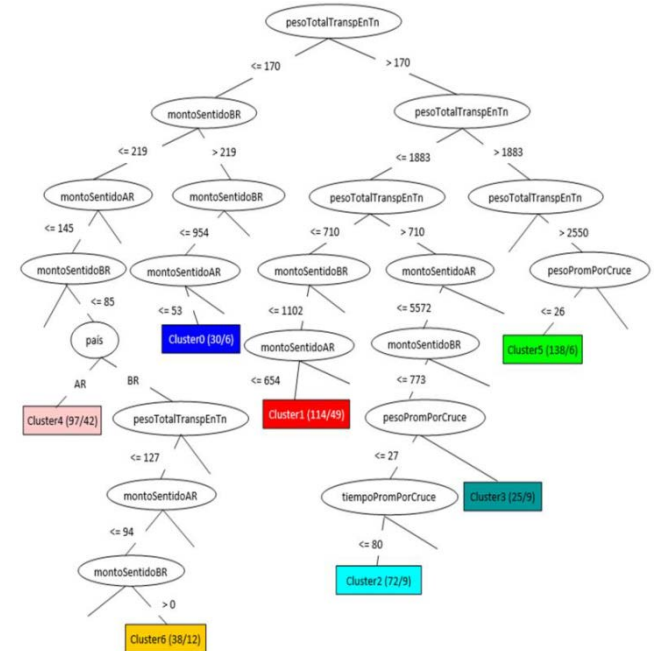 pesoTotalTranspEnTn
<= 170
> 170
montoSentidoBR
pesoTotalTranspEnTn
<= 219
> 219
<= 1883
> 1883
montoSentidoAR
montoSentidoBR
pesoTotalTranspEnTn
pesoTotalTranspEnTn
<= 145
<= 954
<= 710
> 710
> 2550
montoSentidoBR
montoSentidoAR
montoSentidoBR
montoSentidoAR
pesoPromPorCruce
<= 85
<= 53
<= 1102
<= 5572
<= 26
país
Cluster0 (30/6)
montoSentidoAR
montoSentidoBR
Cluster5 (138/6)
AR
BR
<= 654
<= 773
Cluster4 (97/42)
pesoTotalTranspEnTn
Cluster1 (114/49)
pesoPromPorCruce
<= 127
<= 27
montoSentidoAR
tiempoPromPorCruce
Cluster3 (25/9)
<= 94
<= 80
montoSentidoBR
Cluster2 (72/9)
> 0
Cluster6 (38/12)